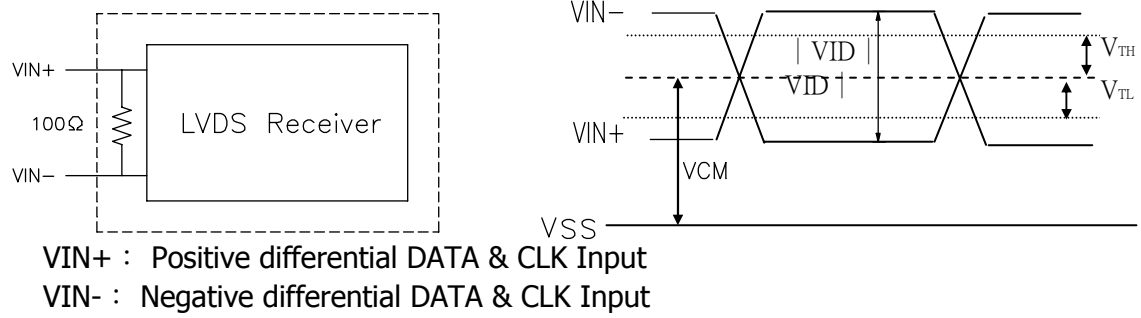 VIN+
100Ω
VIN-
LVDS Receiver
VIN-
| VID |
VID |
VTH
VTL
VIN+
VCM
VSS
VIN+ : Positive differential DATA & CLK Input
VIN- : Negative differential DATA & CLK Input